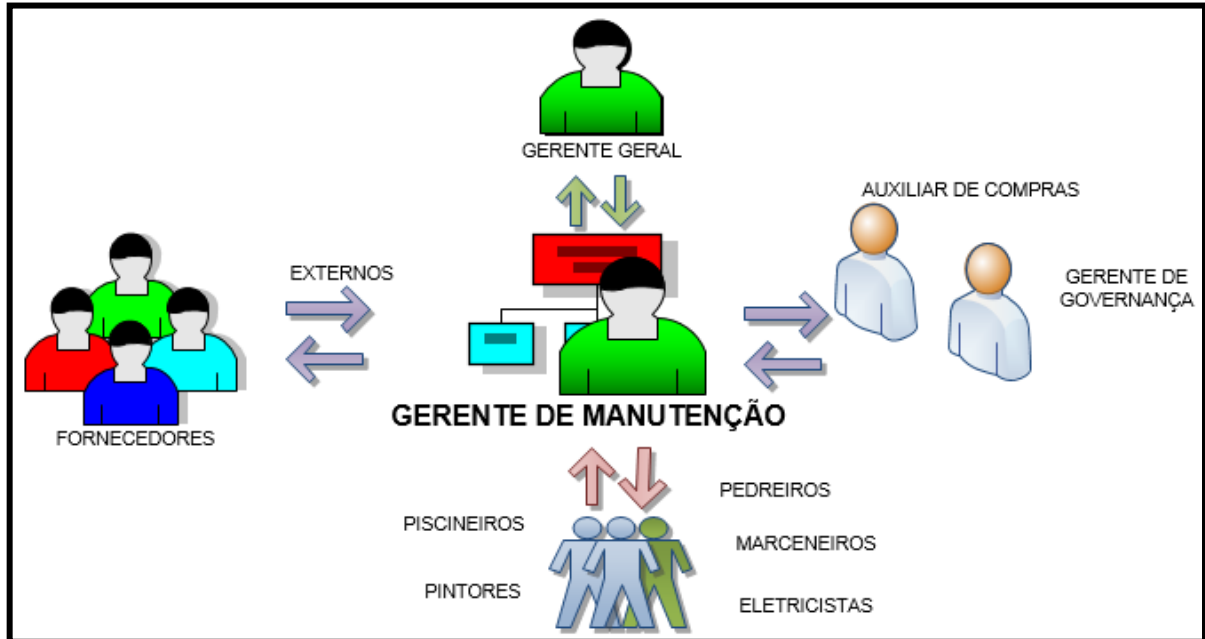 GERENTE GERAL
AUXILIAR DE COMPRAS
EXTERNOS
GERENTE DE
GOVERNANÇA
GERENTE DE MANUTENÇÃO
FORNECEDORES
PEDREIROS
PISCINEIROS
MARCENEIROS
PINTORES
ELETRICISTAS